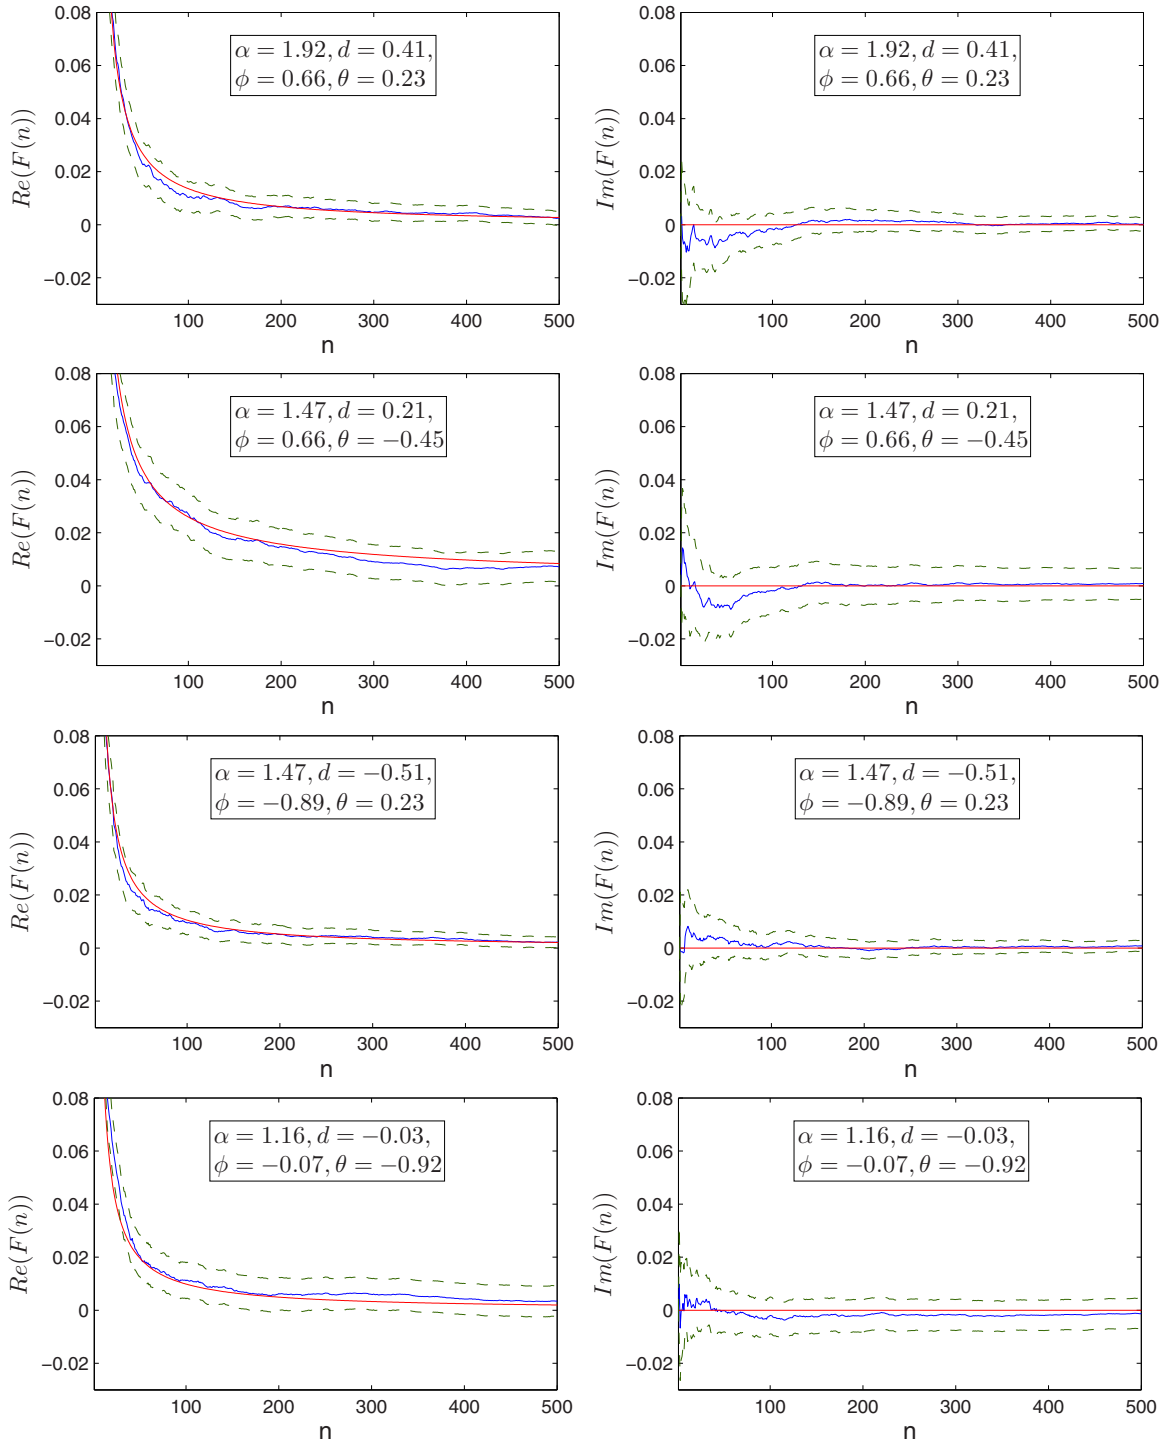 0.08
0.06
0.04
0.02
0
−0.02
Re(F(n))
α = 1.92, d = 0.41,
φ = 0.66, θ = 0.23
100
200
300
400
500
n
0.08
0.06
0.04
0.02
0
−0.02
Im(F(n))
α = 1.92, d = 0.41,
φ = 0.66, θ = 0.23
100
200
300
400
500
n
0.08
0.06
0.04
0.02
0
−0.02
Re(F(n))
α = 1.47, d = 0.21,
φ = 0.66, θ = −0.45
100
200
300
400
500
n
0.08
0.06
0.04
0.02
0
−0.02
Im(F(n))
α = 1.47, d = 0.21,
φ = 0.66, θ = −0.45
100
200
300
400
500
n
0.08
0.06
0.04
0.02
0
−0.02
Re(F(n))
α = 1.47, d = −0.51,
φ = −0.89, θ = 0.23
100
200
300
400
500
n
0.08
0.06
0.04
0.02
0
−0.02
Im(F(n))
α = 1.47, d = −0.51,
φ = −0.89, θ = 0.23
100
200
300
400
500
n
0.08
0.06
0.04
0.02
0
−0.02
Re(F(n))
α = 1.16, d = −0.03,
φ = −0.07, θ = −0.92
100
200
300
400
500
n
0.08
0.06
0.04
0.02
0
−0.02
Im(F(n))
α = 1.16, d = −0.03,
φ = −0.07, θ = −0.92
100
200
300
400
500
n